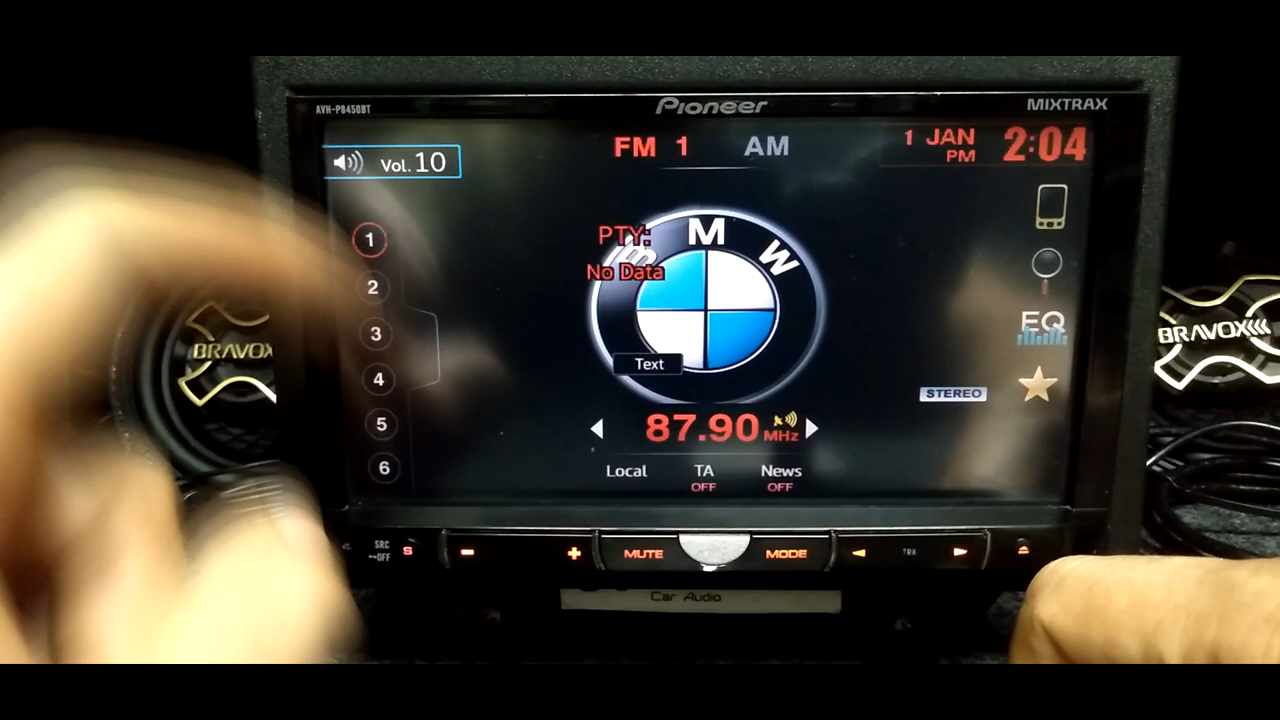 AVH-P8450BT
Pioneer
MIXTRAX
Vol. 10
FM 1
AM
1 JAN
PM
2:04
1
2
3
4
5
6
PTY:
No Data
B M W
Text
EQ
STEREO
87.90 MHz
Local
TA
OFF
News
OFF
BRAVOX
BRAVOX
SRC
OFF
S
MUTE
MODE
TRK
Car Audio